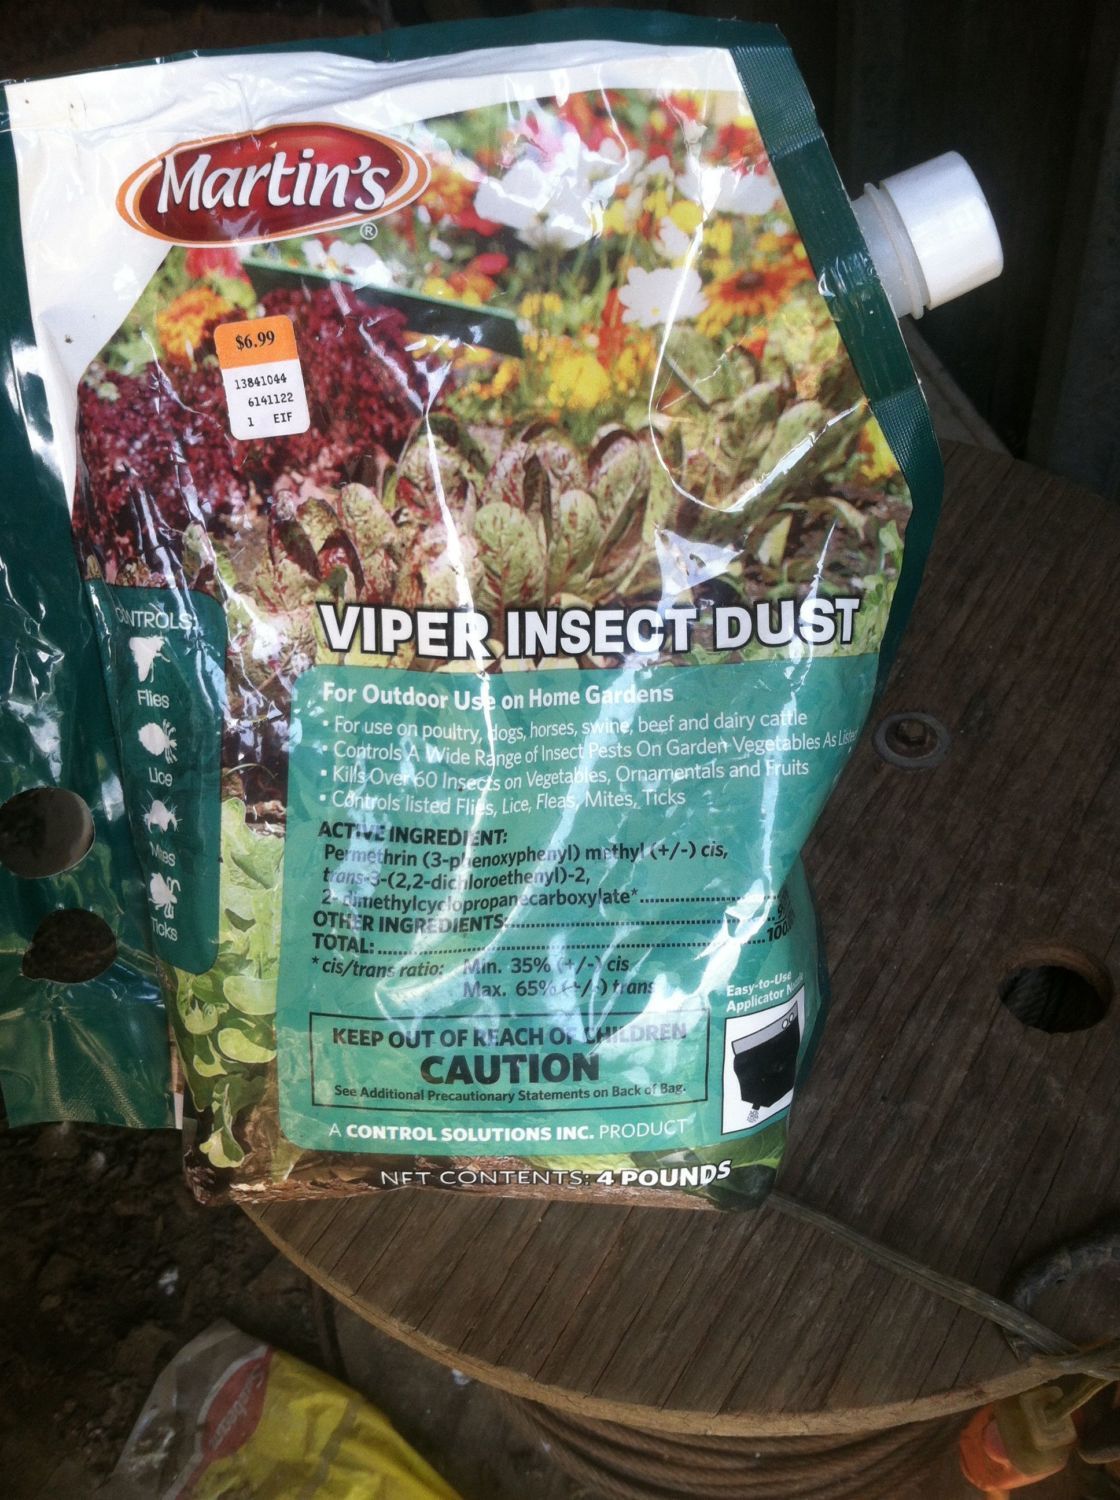 Martin's
®
$6.99
13841044
6141122
1 EIF
CONTROLS:
Flies
Lice
Mites
Ticks
VIPER INSECT DUST
For Outdoor Use on Home Gardens
• For use on poultry, dogs, horses, swine, beef and dairy cattle
• Controls A Wide Range of Insect Pests On Garden Vegetables As Listed
• Kills Over 60 Insects on Vegetables, Ornamentals and Fruits
• Controls listed Flies, Lice, Fleas, Mites, Ticks
ACTIVE INGREDIENT:
Permethrin (3-phenoxyphenyl) methyl (+/-) cis,
trans-3-(2,2-dichloroethenyl)-2,
2- dimethylcyclopropanecarboxylate*
OTHER INGREDIENTS:
TOTAL:
* cis/trans ratio: Min. 35% (+/-) cis
Max. 65% (+/-) trans
Easy-to-Use
Applicator
KEEP OUT OF REACH OF CHILDREN
CAUTION
See Additional Precautionary Statements on Back of Bag.
A CONTROL SOLUTIONS INC. PRODUCT
NET CONTENTS: 4 POUNDS